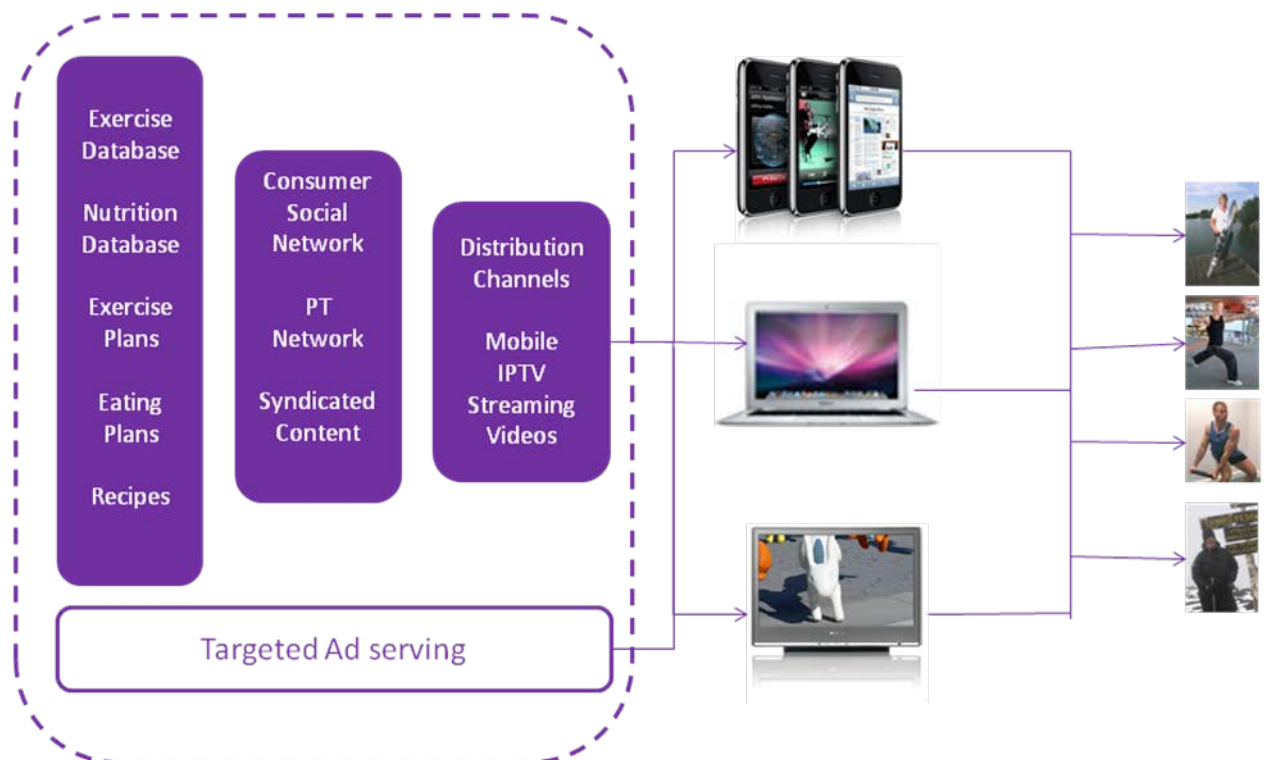 Exercise
Database
Nutrition
Database
Exercise
Plans
Eating
Plans
Recipes
Consumer
Social
Network
PT
Network
Syndicated
Content
Distribution
Channels
Mobile
IPTV
Streaming
Videos
Targeted Ad serving